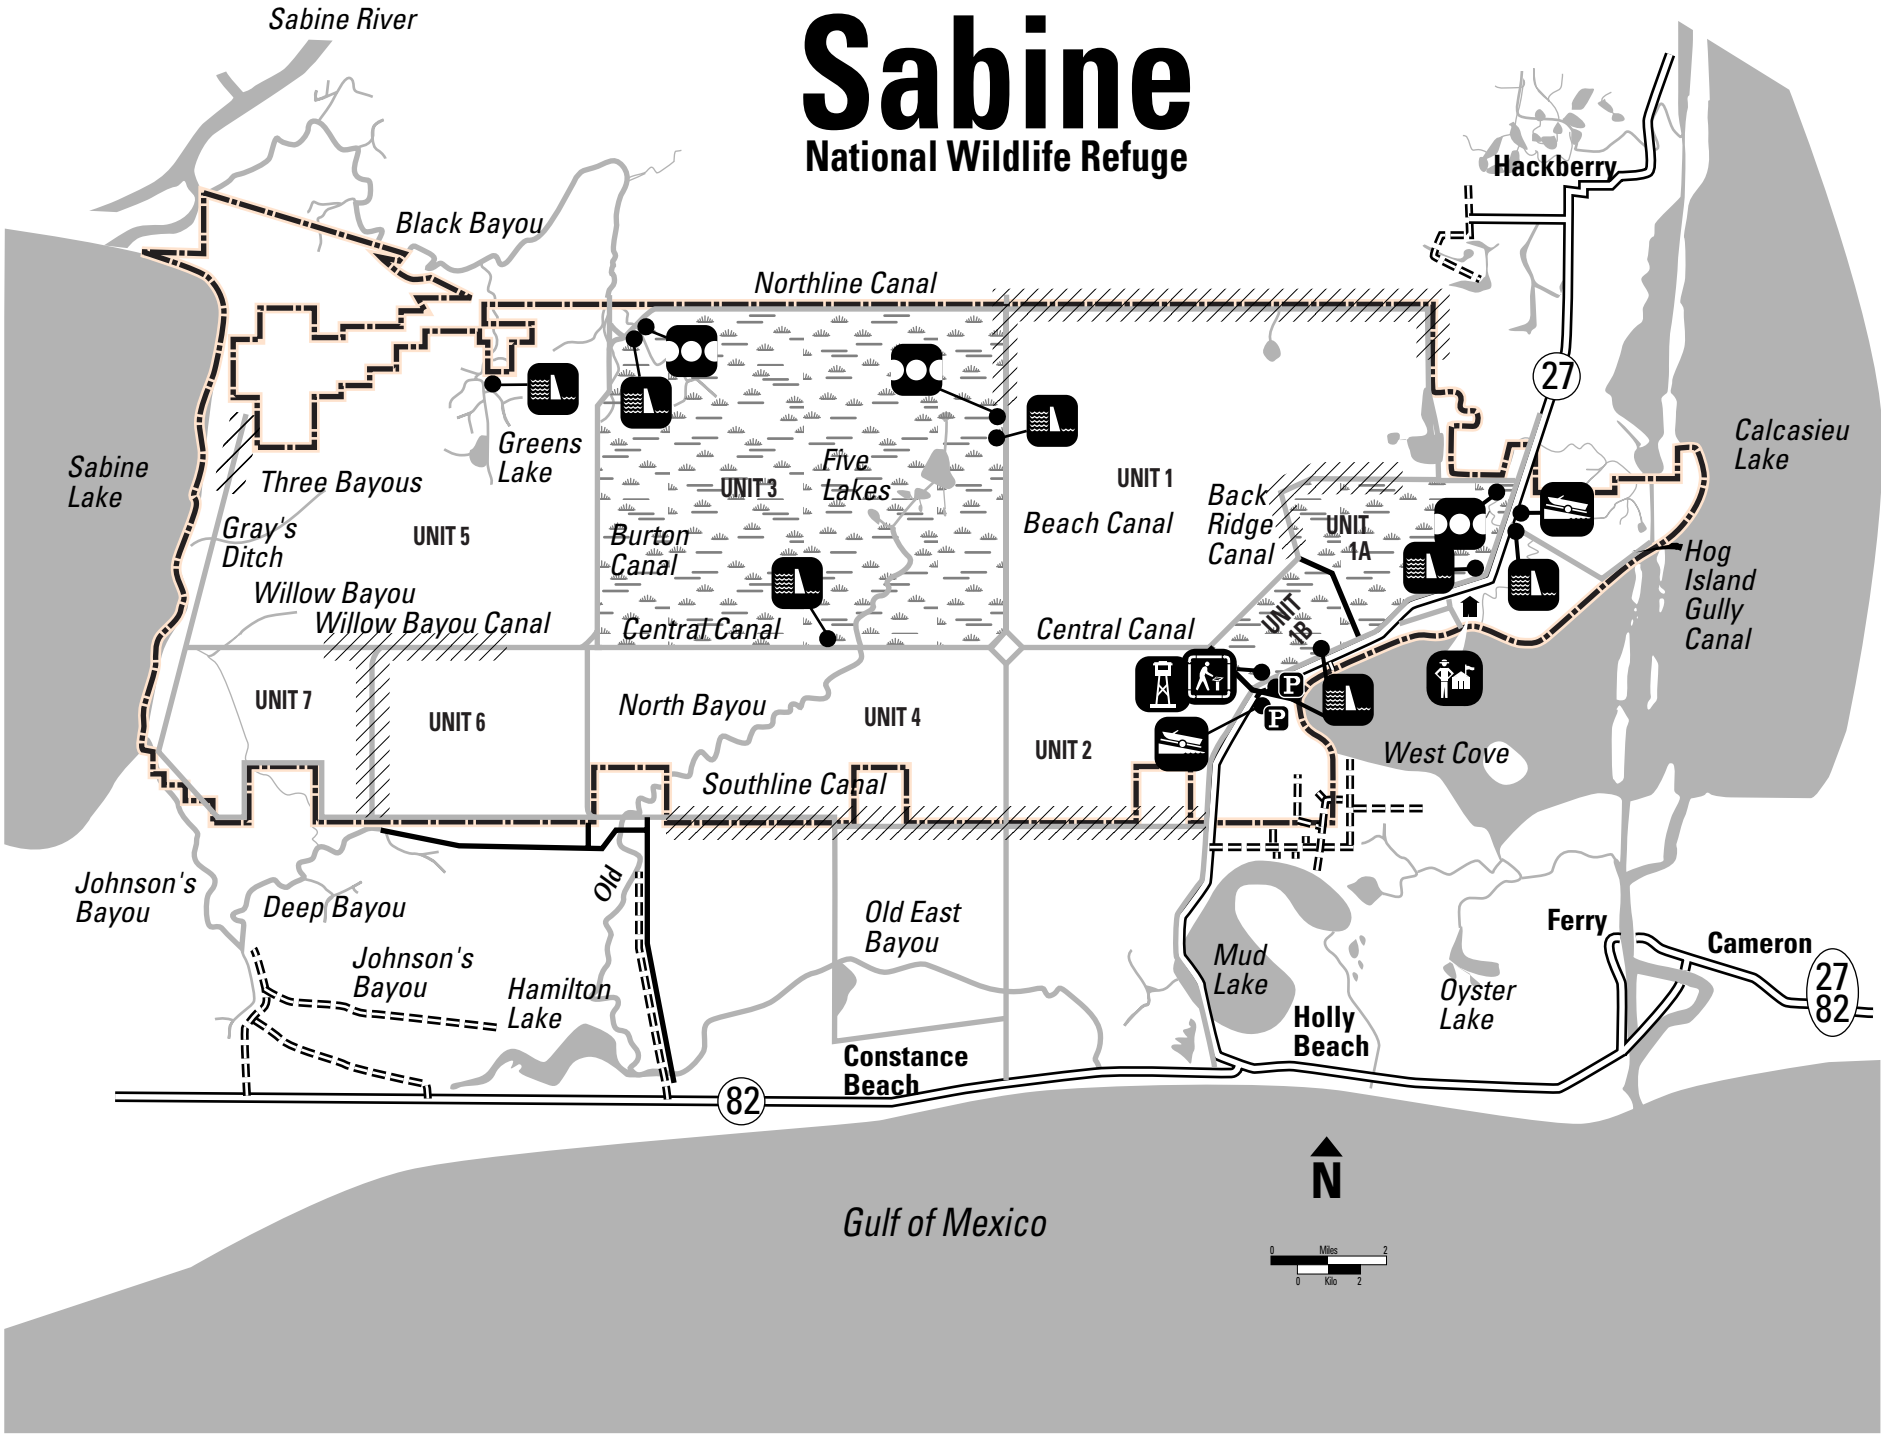 Sabine River
Sabine
National Wildlife Refuge
Hackberry
Black Bayou
Northline Canal
27
Sabine
Lake
Greens
Lake
Three Bayous
UNIT 3
Five
Lakes
UNIT 1
Calcasieu
Lake
Back
Ridge
Canal
UNIT
1A
Gray's
Ditch
UNIT 5
Burton
Canal
Beach Canal
Hog
Island
Gully
Canal
Willow Bayou
Willow Bayou Canal
Central Canal
Central Canal
UNIT
1B
UNIT 7
UNIT 6
North Bayou
UNIT 4
UNIT 2
P
P
West Cove
Southline Canal
Johnson's
Bayou
Deep Bayou
Old
Old East
Bayou
Ferry
Cameron
Johnson's
Bayou
Hamilton
Lake
Mud
Lake
Oyster
Lake
27
82
Holly
Beach
Constance
Beach
82
N
Gulf of Mexico
0 Miles 2
0 Kilo 2